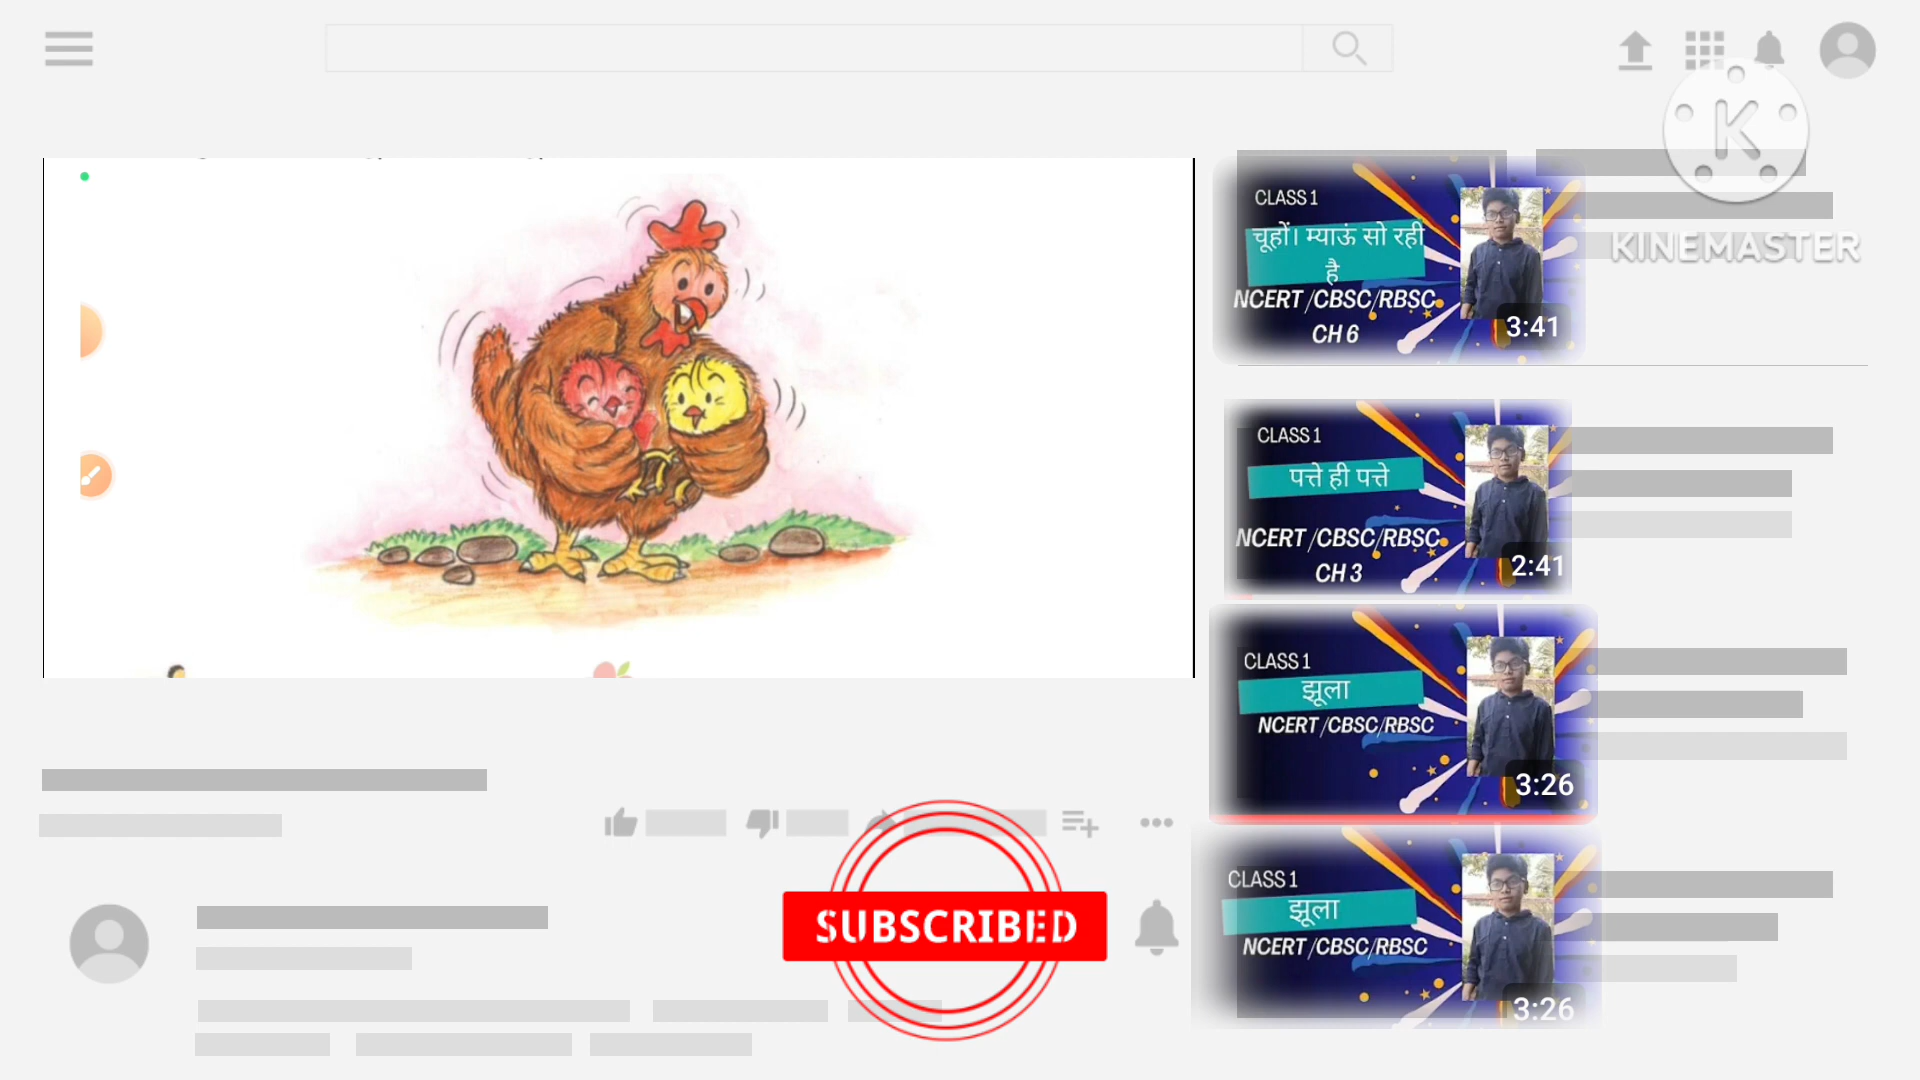 KINEMASTER
CLASS 1
चूहों। म्याऊं सो रही
है
NCERT/CBSC/RBSC
CH 6
3:41
CLASS 1
पत्ते ही पत्ते
NCERT/CBSC/RBSC
CH 3
2:41
CLASS 1
झूला
NCERT/CBSC/RBSC
3:26
CLASS 1
झूला
NCERT/CBSC/RBSC
3:26
SUBSCRIBED